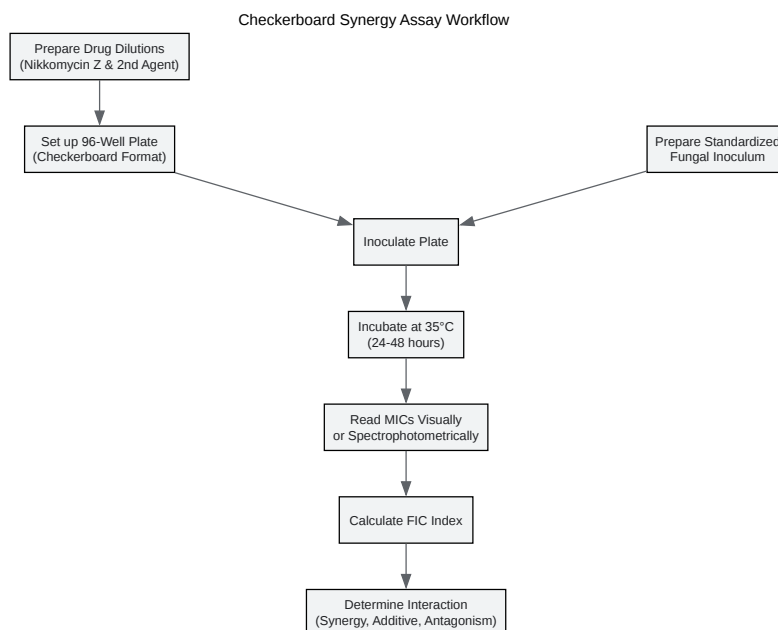 Checkerboard Synergy Assay Workflow
Prepare Drug Dilutions
(Nikkomycin Z & 2nd Agent)
Set up 96-Well Plate
(Checkerboard Format)
Prepare Standardized
Fungal Inoculum
Inoculate Plate
Incubate at 35°C
(24-48 hours)
Read MICs Visually
or Spectrophotometrically
Calculate FIC Index
Determine Interaction
(Synergy, Additive, Antagonism)